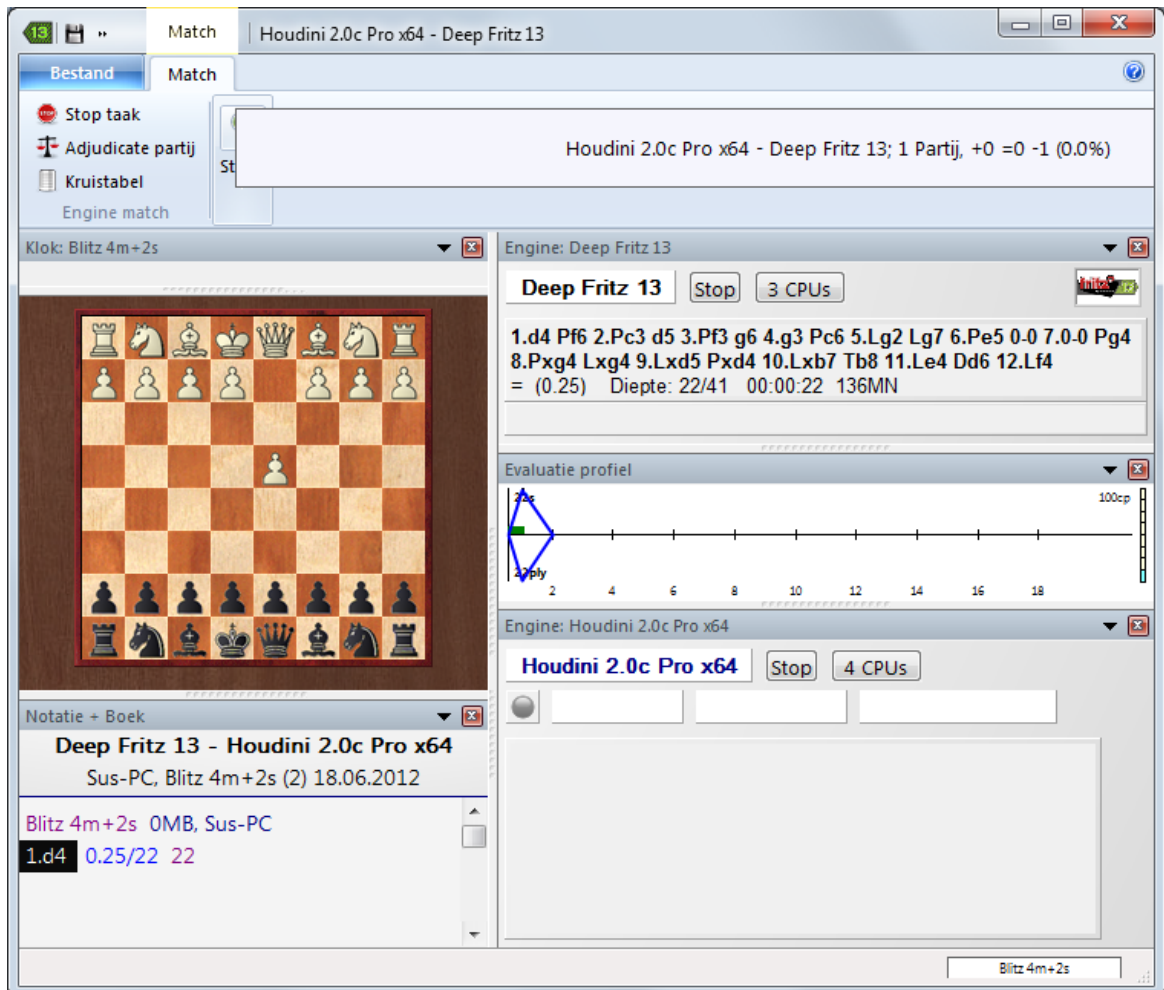 13 Match Houdini 2.0c Pro x64 - Deep Fritz 13
Bestand Match
Stop taak
Adjudicate partij
Kruistabel
St
Engine match
Houdini 2.0c Pro x64 - Deep Fritz 13; 1 Partij, +0 =0 -1 (0.0%)
Klok: Blitz 4m+2s
Engine: Deep Fritz 13
Deep Fritz 13 Stop 3 CPUs
1.d4 Pf6 2.Pc3 d5 3.Pf3 g6 4.g3 Pc6 5.Lg2 Lg7 6.Pe5 0-0 7.0-0 Pg4
8.Pxg4 Lxg4 9.Lxd5 Pxd4 10.Lxb7 Tb8 11.Le4 Dd6 12.Lf4
= (0.25) Diepte: 22/41 00:00:22 136MN
Evaluatie profiel
22s 100cp
22ply
2 4 6 8 10 12 14 16 18
Engine: Houdini 2.0c Pro x64
Houdini 2.0c Pro x64 Stop 4 CPUs
Notatie + Boek
Deep Fritz 13 - Houdini 2.0c Pro x64
Sus-PC, Blitz 4m+2s (2) 18.06.2012
Blitz 4m+2s 0MB, Sus-PC
1.d4 0.25/22 22
Blitz 4m+2s